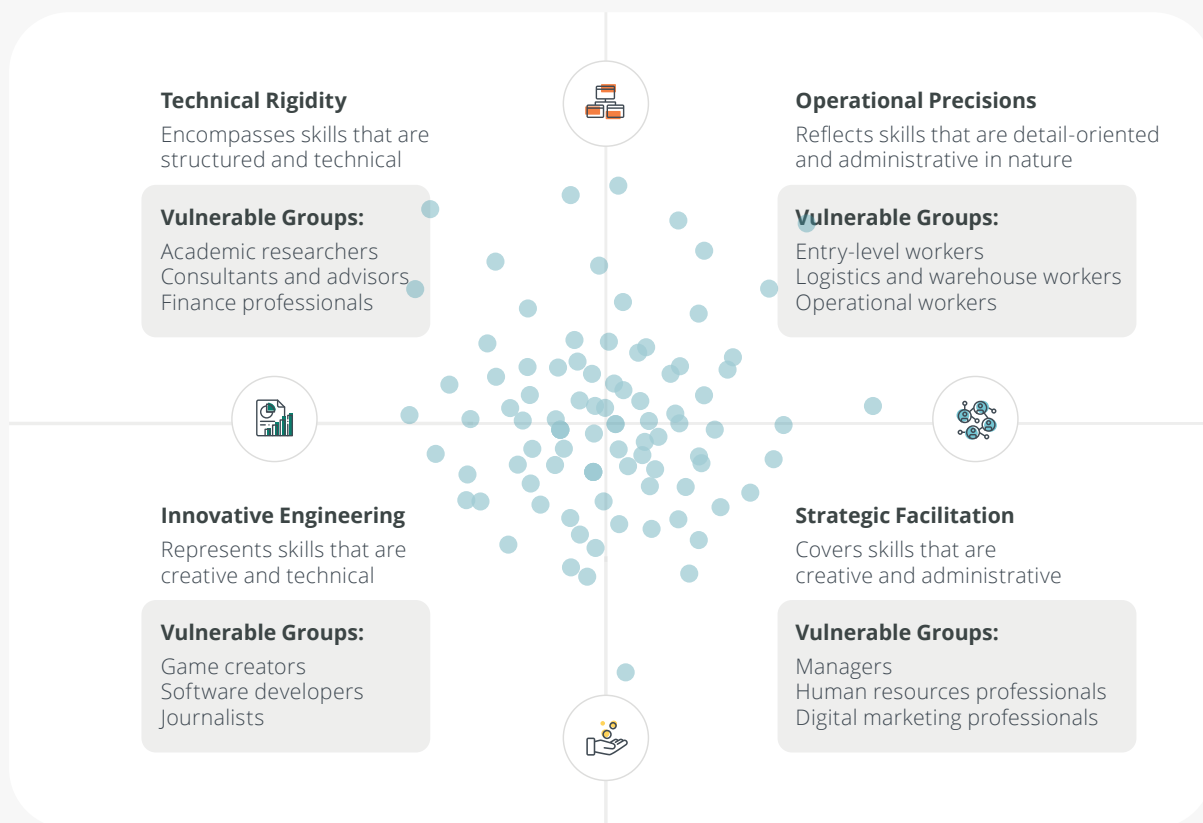 Technical Rigidity
Encompasses skills that are
structured and technical
Vulnerable Groups:
Academic researchers
Consultants and advisors
Finance professionals
Operational Precisions
Reflects skills that are detail-oriented
and administrative in nature
Vulnerable Groups:
Entry-level workers
Logistics and warehouse workers
Operational workers
Innovative Engineering
Represents skills that are
creative and technical
Vulnerable Groups:
Game creators
Software developers
Journalists
Strategic Facilitation
Covers skills that are
creative and administrative
Vulnerable Groups:
Managers
Human resources professionals
Digital marketing professionals